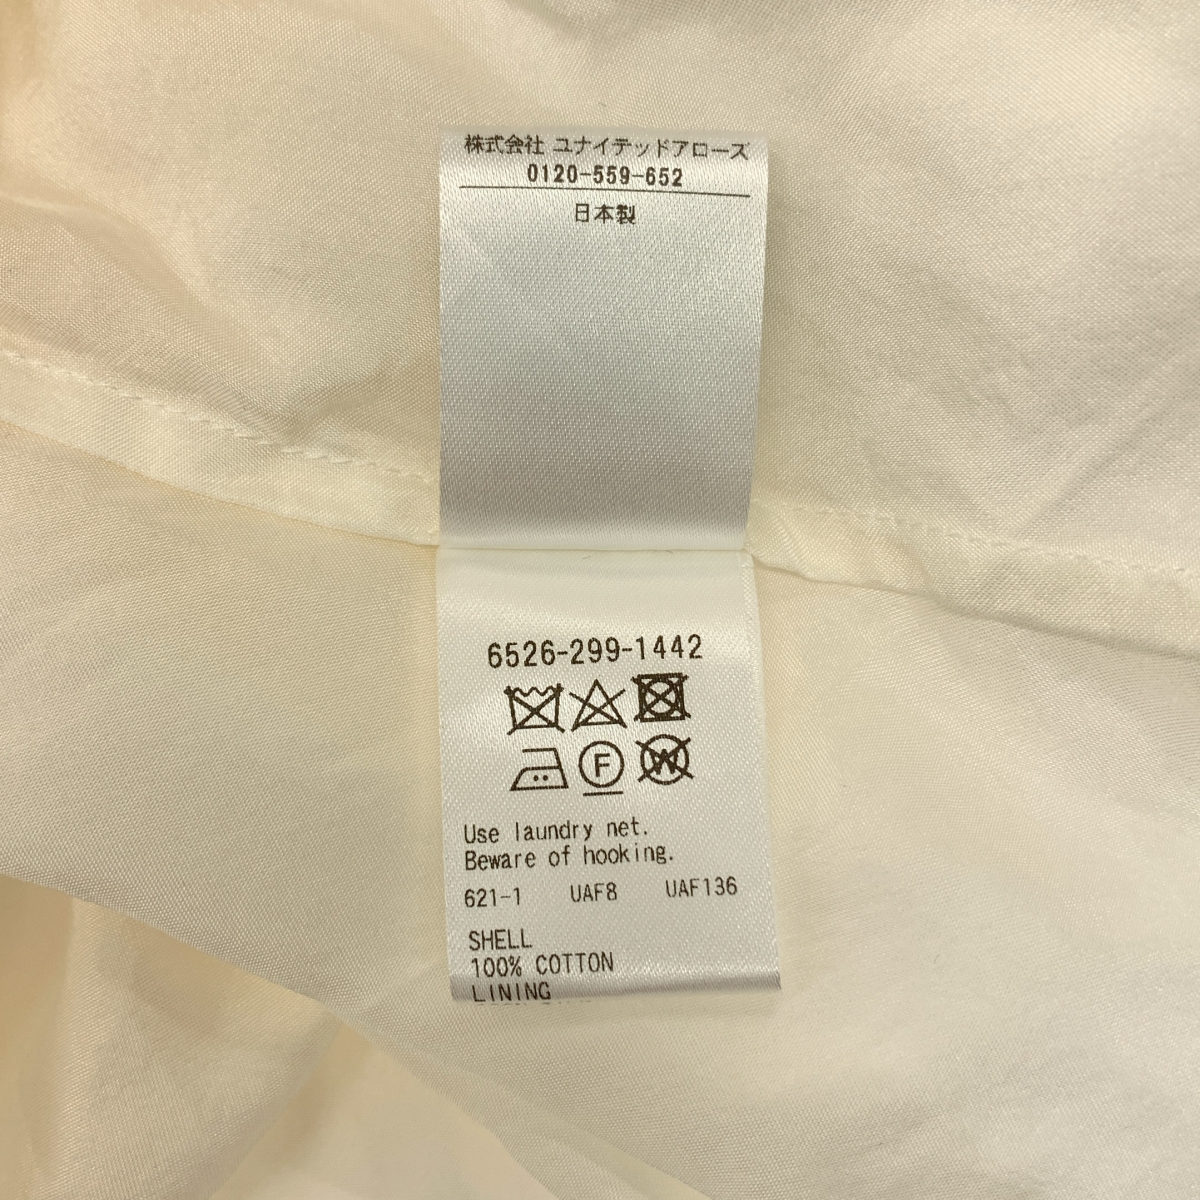 株式会社 ユナイテッドアローズ
0120-559-652
日本製
6526-299-1442
F W
Use laundry net.
Beware of hooking.
621-1 UAF8 UAF136
SHELL
100% COTTON
LINING